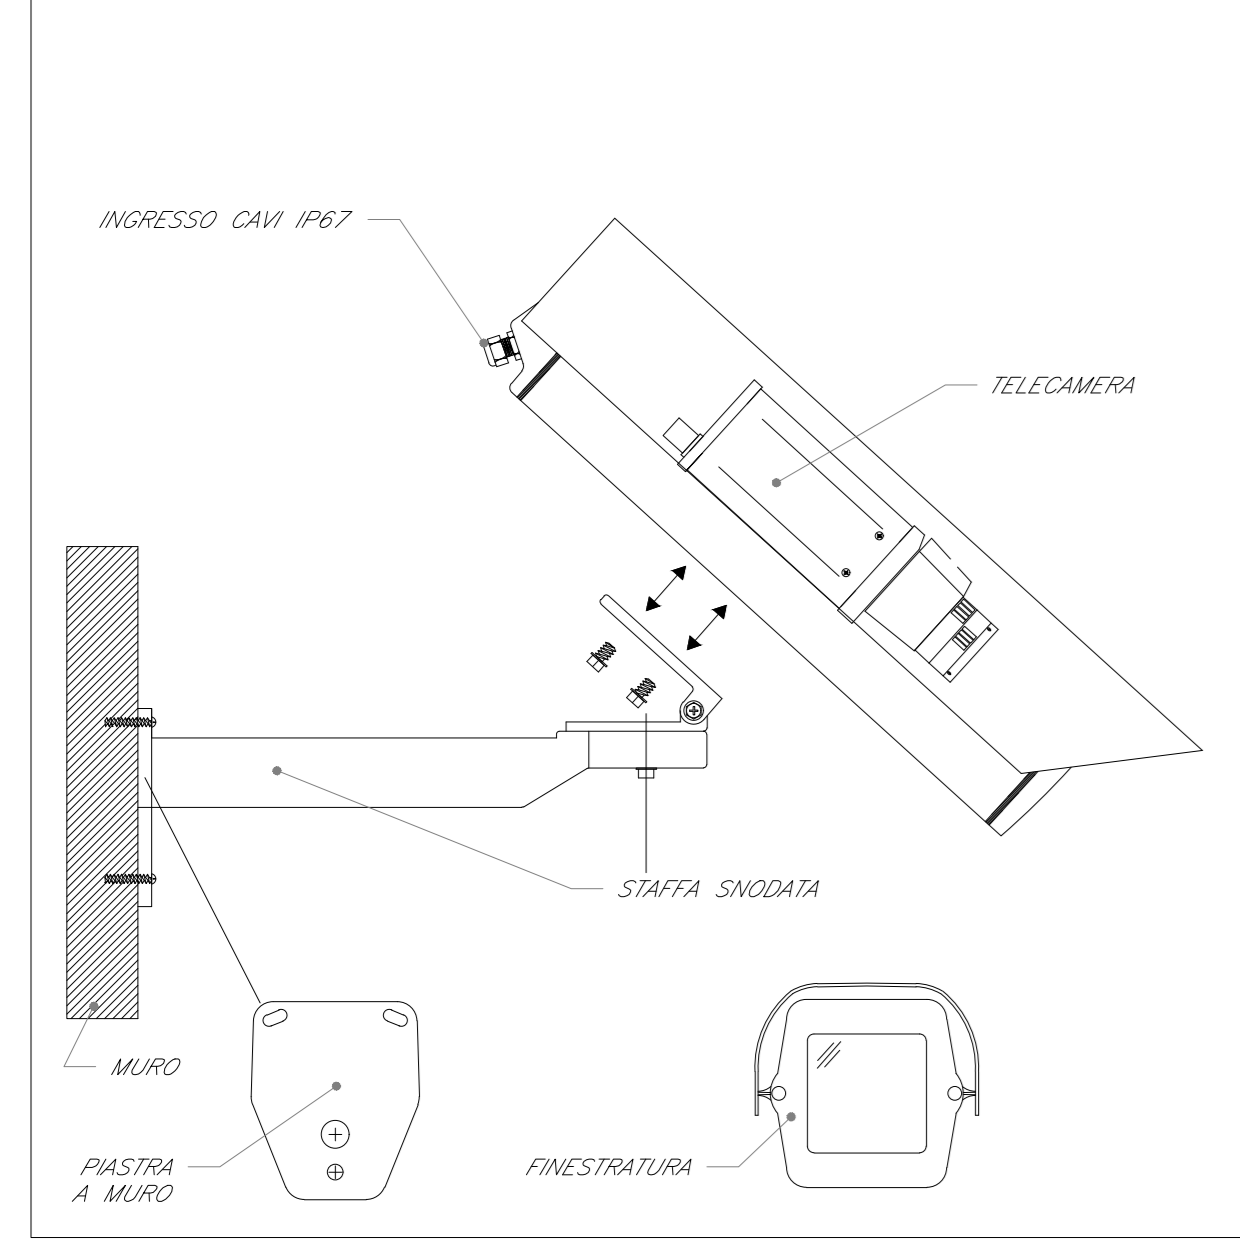 INGRESSO CAVI IP67
TELECAMERA
STAFFA SNODATA
MURO
PIASTRA
A MURO
FINESTRATURA